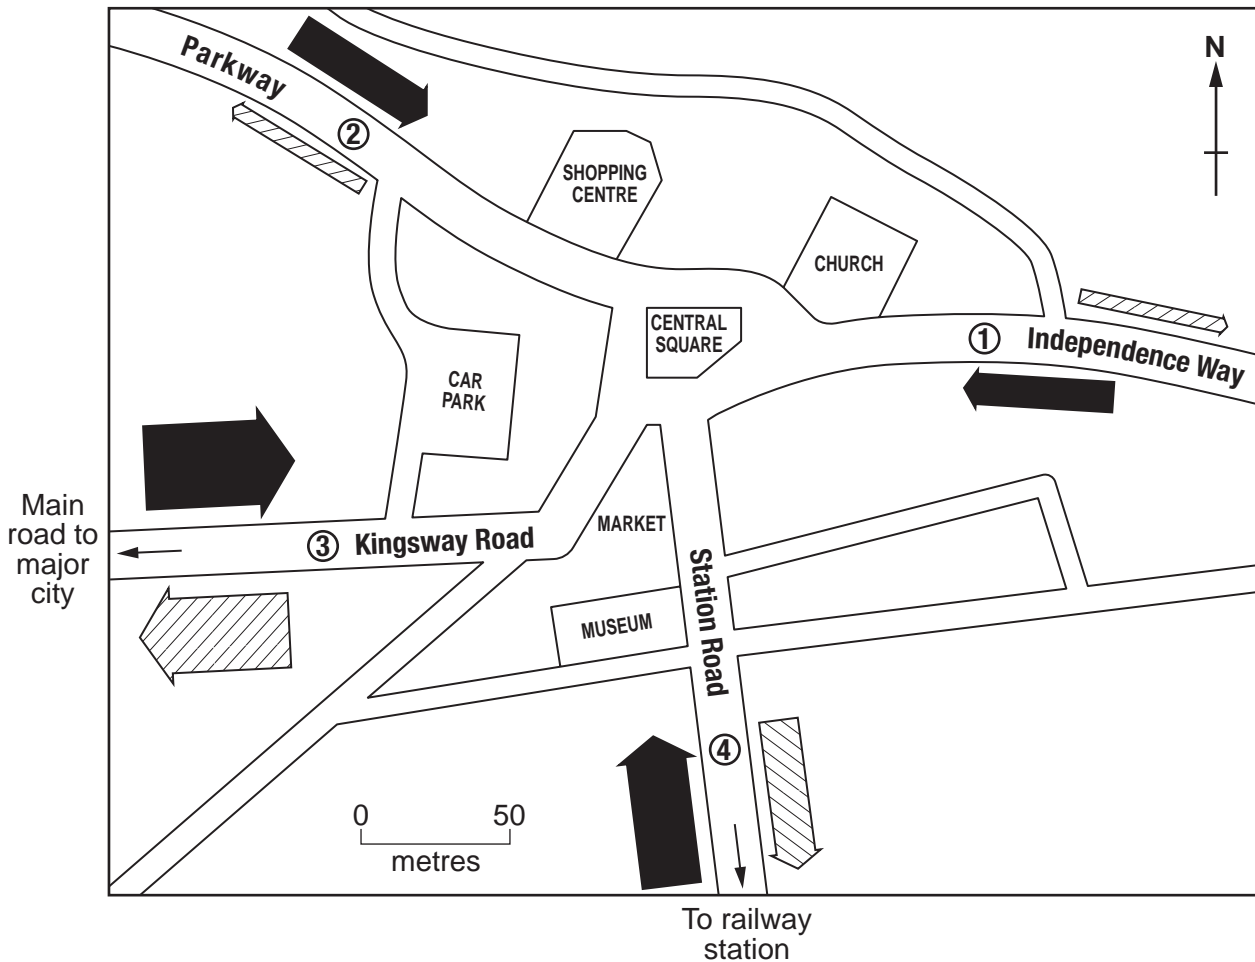 N
Parkway
②
SHOPPING
CENTRE
CHURCH
CENTRAL
SQUARE
① Independence Way
CAR
PARK
Main
road to
major
city
MARKET
③ Kingsway Road
Station Road
MUSEUM
④
0 50
metres
To railway
station